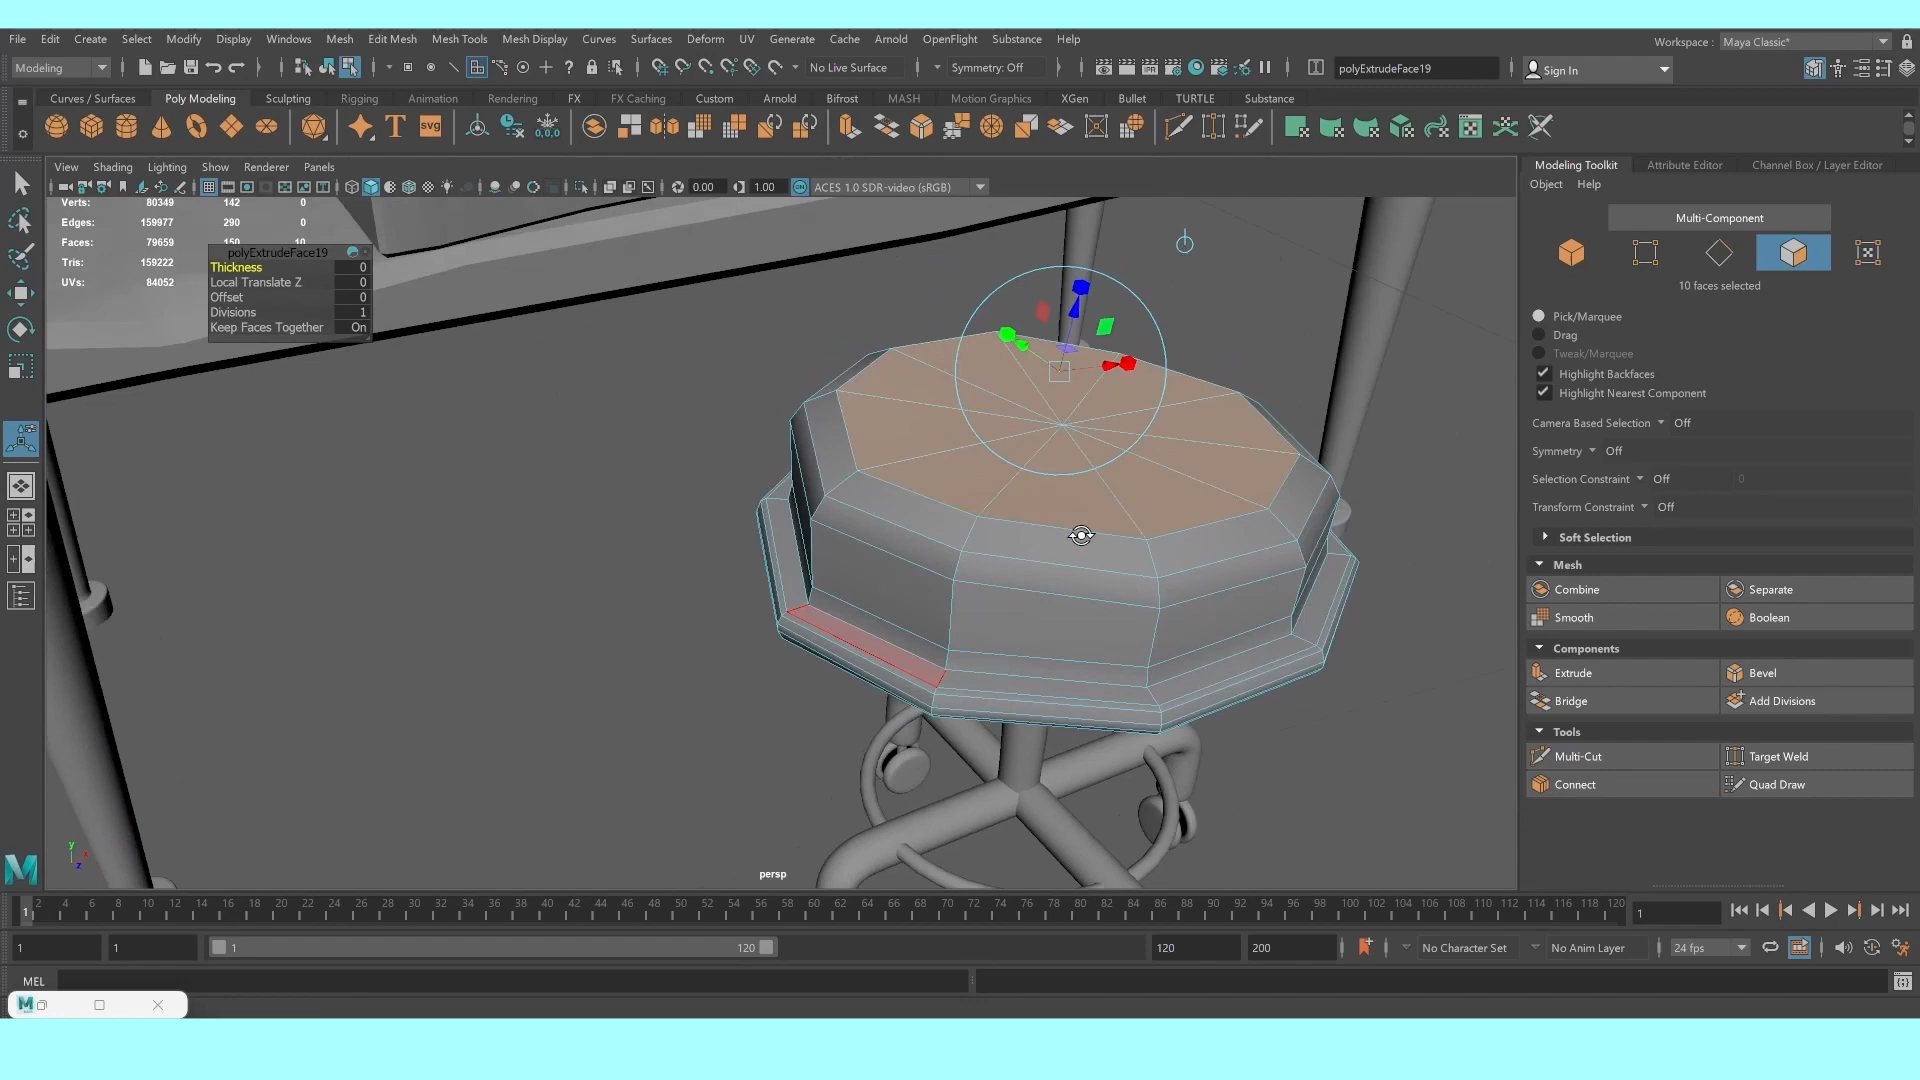 File Edit Create Select Modify Display Windows Mesh Edit Mesh Mesh Tools Mesh Display Curves Surfaces Deform UV Generate Cache Arnold OpenFlight Substance Help
Workspace : Maya Classic*
Modeling No Live Surface Symmetry: Off polyExtrudeFace19 Sign In
Curves / Surfaces Poly Modeling Sculpting Rigging Animation Rendering FX FX Caching Custom Arnold Bifrost MASH Motion Graphics XGen Bullet TURTLE Substance
T svg 0,0,0
View Shading Lighting Show Renderer Panels
0.00 1.00 ON ACES 1.0 SDR-video (sRGB)
Verts: 80349 142 0
Edges: 159977 290 0
Faces: 79659 150 10
Tris: 159222
UVs: 84052
polyExtrudeFace19
Thickness 0
Local Translate Z 0
Offset 0
Divisions 1
Keep Faces Together On
y
x
z
persp
Modeling Toolkit Attribute Editor Channel Box / Layer Editor
Object Help
Multi-Component
10 faces selected
Pick/Marquee
Drag
Tweak/Marquee
Highlight Backfaces
Highlight Nearest Component
Camera Based Selection Off
Symmetry Off
Selection Constraint Off 0
Transform Constraint Off
Soft Selection
Mesh
Combine Separate
Smooth Boolean
Components
Extrude Bevel
Bridge Add Divisions
Tools
Multi-Cut Target Weld
Connect Quad Draw
1 2 4 6 8 10 12 14 16 18 20 22 24 26 28 30 32 34 36 38 40 42 44 46 48 50 52 54 56 58 60 62 64 66 68 70 72 74 76 78 80 82 84 86 88 90 92 94 96 98 100 102 104 106 108 110 112 114 116 118 120 1
1 1 1 120 120 200 No Character Set No Anim Layer 24 fps
MEL